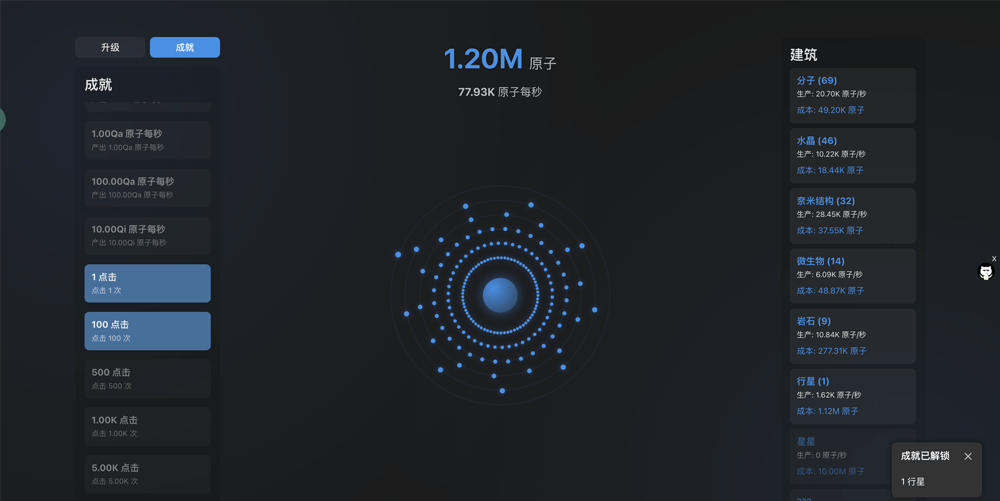 升级
成就
成就
1.00Qa 原子每秒
产出 1.00Qa 原子每秒
100.00Qa 原子每秒
产出 100.00Qa 原子每秒
10.00Qi 原子每秒
产出 10.00Qi 原子每秒
1 点击
点击 1 次
100 点击
点击 100 次
500 点击
点击 500 次
1.00K 点击
点击 1.00K 次
5.00K 点击
点击 5.00K 次
1.20M 原子
77.93K 原子每秒
建筑
分子 (69)
生产: 20.70K 原子/秒
成本: 49.20K 原子
水晶 (46)
生产: 10.22K 原子/秒
成本: 18.44K 原子
奈米结构 (32)
生产: 28.45K 原子/秒
成本: 37.55K 原子
微生物 (14)
生产: 6.09K 原子/秒
成本: 48.87K 原子
岩石 (9)
生产: 10.84K 原子/秒
成本: 277.31K 原子
行星 (1)
生产: 1.62K 原子/秒
成本: 1.12M 原子
星星
生产: 0 原子/秒
成本: 10.00M 原子
???
X
成就已解锁
1 行星